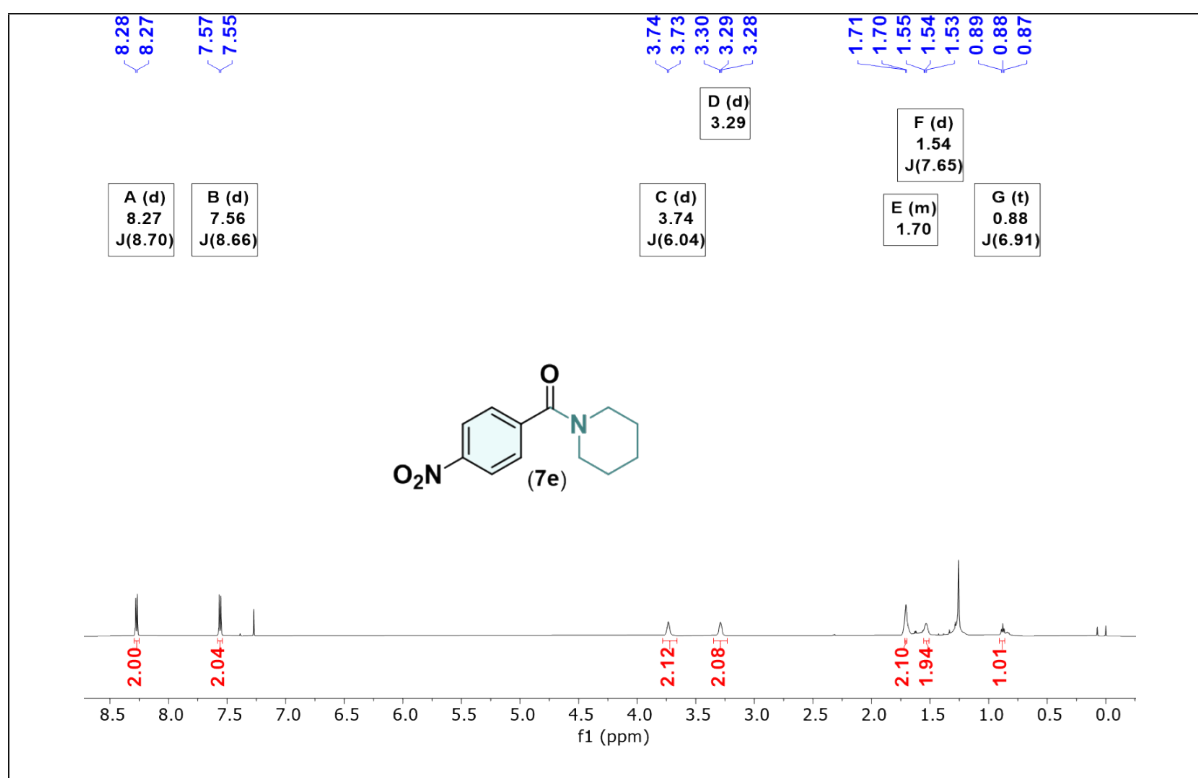 8.28
8.27
7.57
7.55
3.74
3.73
3.30
3.29
3.28
1.71
1.70
1.55
1.54
1.53
0.89
0.88
0.87
D (d)
3.29
F (d)
1.54
J(7.65)
A (d)
8.27
J(8.70)
B (d)
7.56
J(8.66)
C (d)
3.74
J(6.04)
E (m)
1.70
G (t)
0.88
J(6.91)
O
N
O₂N
(7e)
2.00
2.04
2.12
2.08
2.10
1.94
1.01
8.5 8.0 7.5 7.0 6.5 6.0 5.5 5.0 4.5 4.0 3.5 3.0 2.5 2.0 1.5 1.0 0.5 0.0
f1 (ppm)